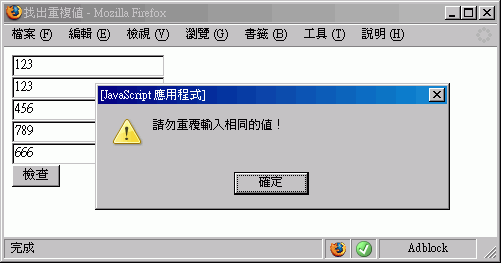 找出重複值 - Mozilla Firefox
檔案 (F) 編輯 (E) 檢視 (V) 瀏覽 (G) 書籤 (B) 工具 (T) 說明 (H)
123
123
456
789
666
檢查
[JavaScript 應用程式]
請勿重覆輸入相同的值！
確定
完成 Adblock